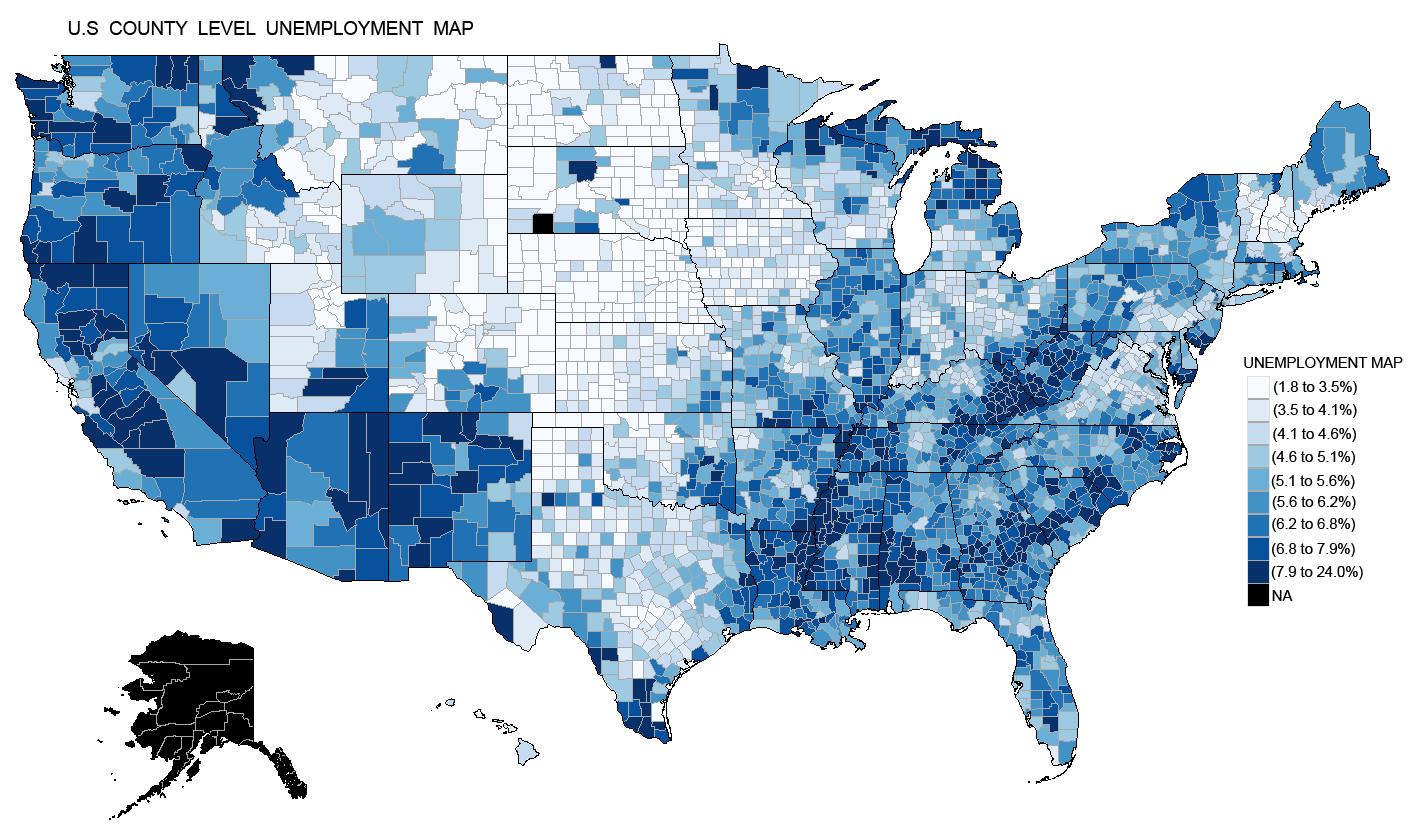 U.S COUNTY LEVEL UNEMPLOYMENT MAP
UNEMPLOYMENT MAP
(1.8 to 3.5%)
(3.5 to 4.1%)
(4.1 to 4.6%)
(4.6 to 5.1%)
(5.1 to 5.6%)
(5.6 to 6.2%)
(6.2 to 6.8%)
(6.8 to 7.9%)
(7.9 to 24.0%)
NA